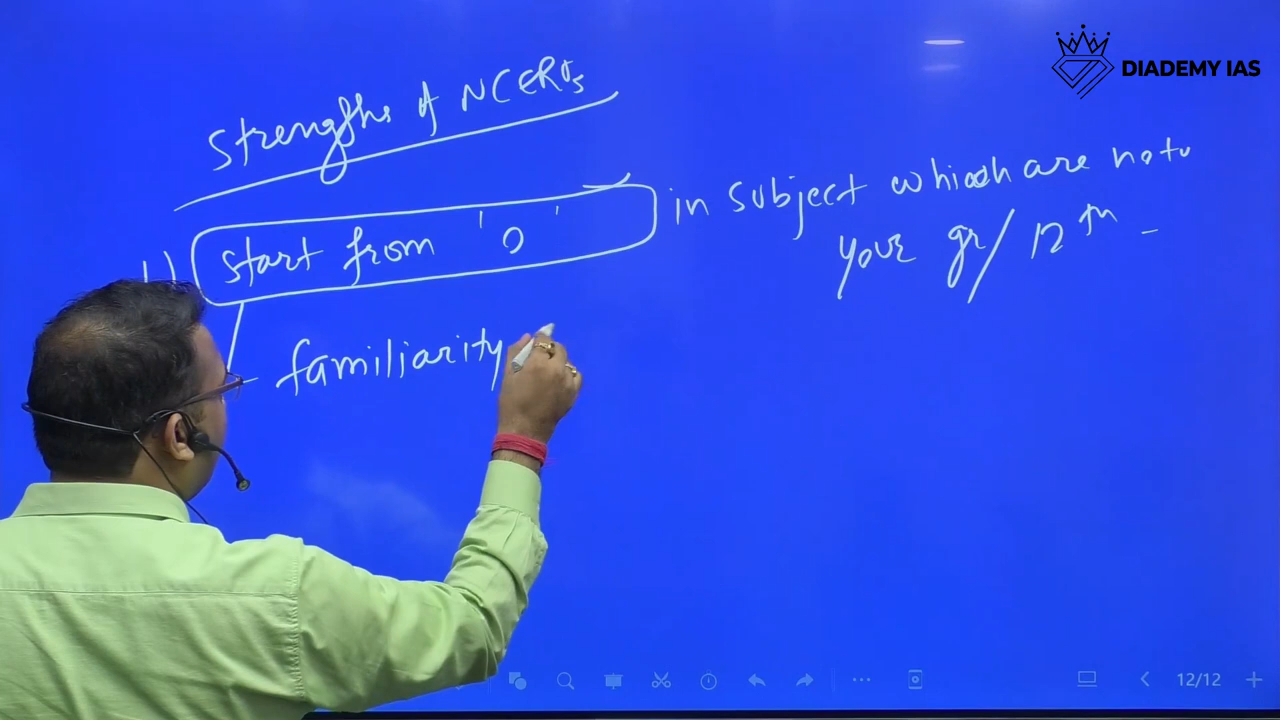 DIADEMY IAS
Strengths of NCERTs
1) Start from '0' in subject which are not
your gr/12th -
- familiarity
12/12